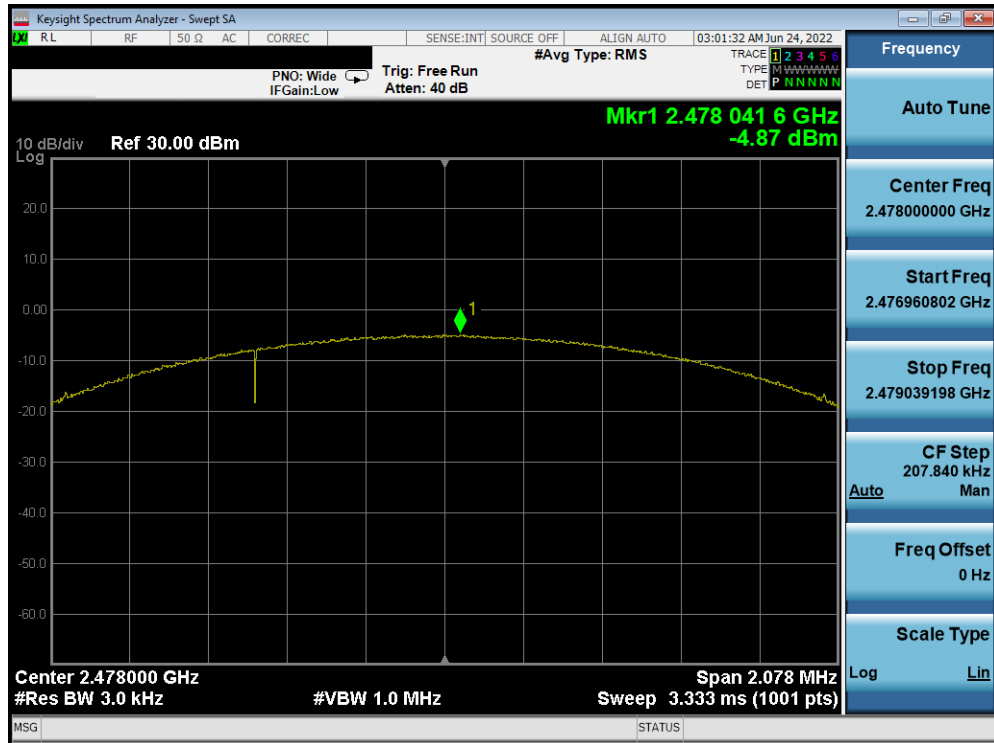 Keysight Spectrum Analyzer - Swept SA
LXI RL RF 50 Ω AC CORREC SENSE:INT SOURCE OFF ALIGN AUTO 03:01:32 AM Jun 24, 2022
#Avg Type: RMS
TRACE 1 2 3 4 5 6
PNO: Wide
Trig: Free Run
TYPE M WWWWW
IFGain:Low
Atten: 40 dB
DET P N N N N N
Mkr1 2.478 041 6 GHz
-4.87 dBm
10 dB/div Ref 30.00 dBm
Log
20.0
10.0
0.00
-10.0
-20.0
-30.0
-40.0
-50.0
-60.0
1
Center 2.478000 GHz
Span 2.078 MHz
#Res BW 3.0 kHz
#VBW 1.0 MHz
Sweep 3.333 ms (1001 pts)
MSG
STATUS
Frequency
Auto Tune
Center Freq
2.478000000 GHz
Start Freq
2.476960802 GHz
Stop Freq
2.479039198 GHz
CF Step
207.840 kHz
Auto Man
Freq Offset
0 Hz
Scale Type
Log Lin